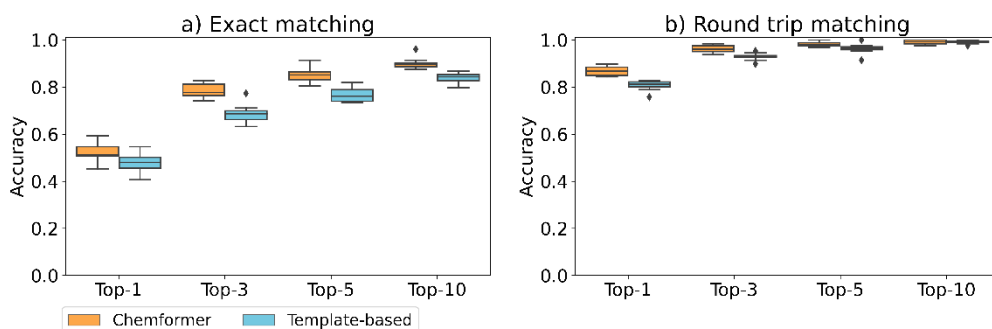 a) Exact matching
1.0
0.8
0.6
0.4
0.2
0.0
Accuracy
Top-1 Top-3 Top-5 Top-10
Chemformer Template-based
b) Round trip matching
1.0
0.8
0.6
0.4
0.2
0.0
Accuracy
Top-1 Top-3 Top-5 Top-10